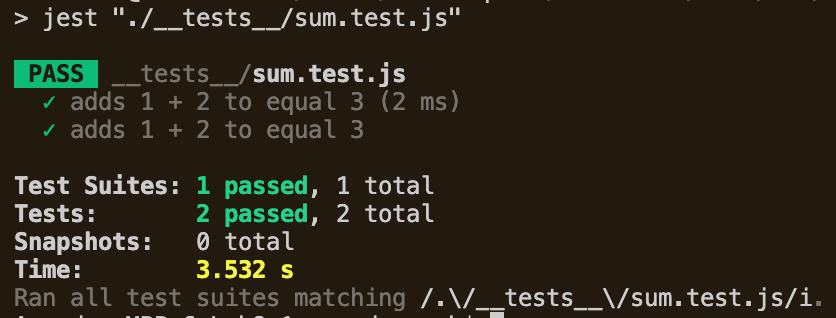 > jest "./__tests__/sum.test.js"
PASS __tests__/sum.test.js
✓ adds 1 + 2 to equal 3 (2 ms)
✓ adds 1 + 2 to equal 3
Test Suites: 1 passed, 1 total
Tests: 2 passed, 2 total
Snapshots: 0 total
Time: 3.532 s
Ran all test suites matching /.\/__tests__\/sum.test.js/i.